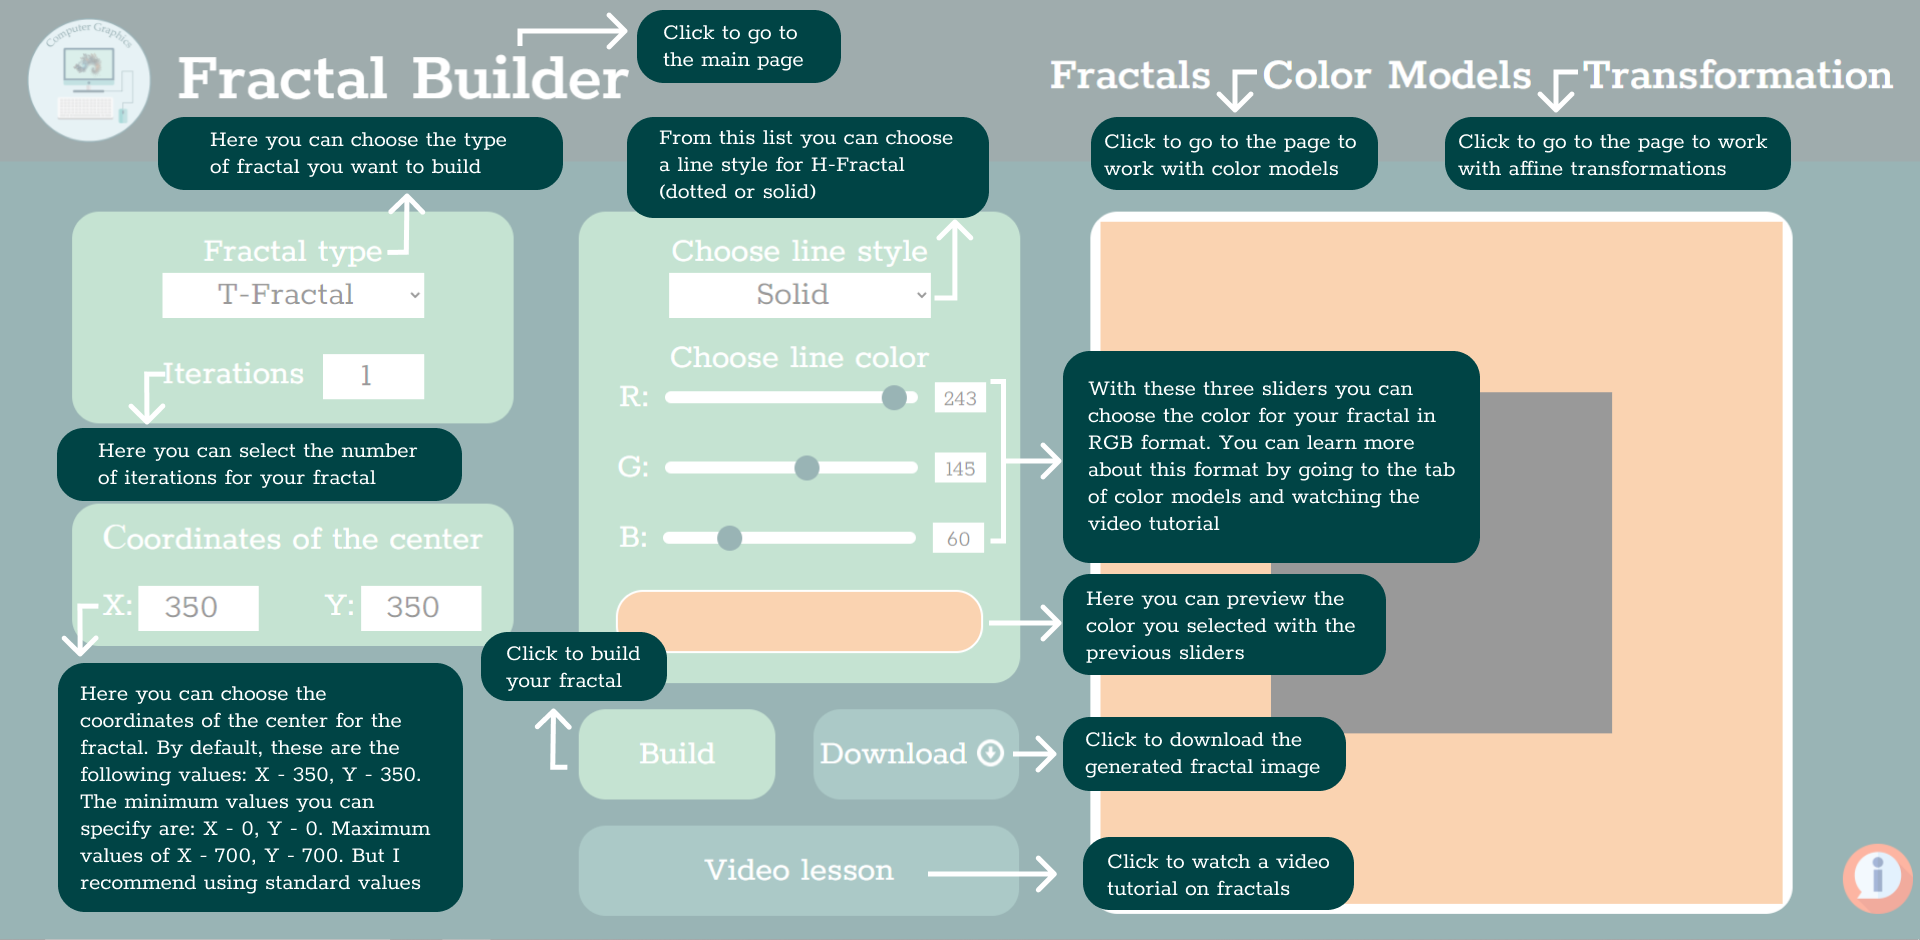 Computer Graphics
Fractal Builder
Click to go to
the main page
Fractals
Color Models
Transformation
Here you can choose the type
of fractal you want to build
From this list you can choose
a line style for H-Fractal
(dotted or solid)
Click to go to the page to
work with color models
Click to go to the page to work
with affine transformations
Fractal type
T-Fractal
Iterations
1
Here you can select the number
of iterations for your fractal
Coordinates of the center
X:
350
Y:
350
Here you can choose the
coordinates of the center for the
fractal. By default, these are the
following values: X - 350, Y - 350.
The minimum values you can
specify are: X - 0, Y - 0. Maximum
values of X - 700, Y - 700. But I
recommend using standard values
Choose line style
Solid
Choose line color
R:
243
G:
145
B:
60
With these three sliders you can
choose the color for your fractal in
RGB format. You can learn more
about this format by going to the tab
of color models and watching the
video tutorial
Here you can preview the
color you selected with the
previous sliders
Click to build
your fractal
Build
Download
Click to download the
generated fractal image
Video lesson
Click to watch a video
tutorial on fractals
i